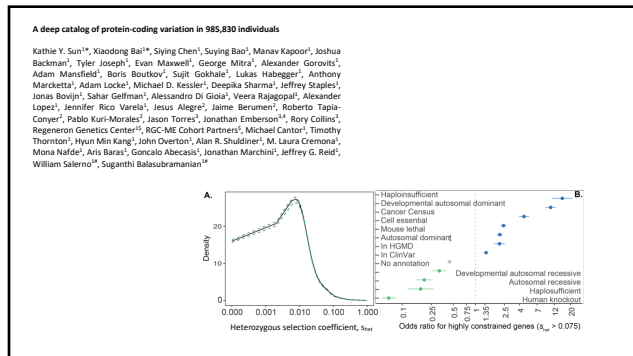 A deep catalog of protein-coding variation in 985,830 individuals
Kathie Y. Sun¹*, Xiaodong Bai¹*, Siying Chen¹, Suying Bao¹, Manav Kapoor¹, Joshua
Backman¹, Tyler Joseph¹, Evan Maxwell¹, George Mitra¹, Alexander Gorovits¹,
Adam Mansfield¹, Boris Boutkov¹, Sujit Gokhale¹, Lukas Habegger¹, Anthony
Marcketta¹, Adam Locke¹, Michael D. Kessler¹, Deepika Sharma¹, Jeffrey Staples¹,
Jonas Bovijn¹, Sahar Gelfman¹, Alessandro Di Gioia¹, Veera Rajagopal¹, Alexander
Lopez¹, Jennifer Rico Varela¹, Jesus Alegre², Jaime Berumen², Roberto Tapia-
Conyer², Pablo Kuri-Morales², Jason Torres³, Jonathan Emberson³,⁴, Rory Collins³,
Regeneron Genetics Center¹⁵, RGC-ME Cohort Partners⁵, Michael Cantor¹, Timothy
Thornton¹, Hyun Min Kang¹, John Overton¹, Alan R. Shuldiner¹, M. Laura Cremona¹,
Mona Nafde¹, Aris Baras¹, Goncalo Abecasis¹, Jonathan Marchini¹, Jeffrey G. Reid¹,
William Salerno¹#, Suganthi Balasubramanian¹#
A.
Density
20
10
0
0.000
0.001
0.010
0.100
1.000
Heterozygous selection coefficient, s_het
B.
Haploinsufficient
Developmental autosomal dominant
Cancer Census
Cell essential
Mouse lethal
Autosomal dominant
In HGMD
In ClinVar
No annotation
Developmental autosomal recessive
Autosomal recessive
Haplosufficient
Human knockout
0.1
0.25
0.5
0.75
1
1.35
2.5
4
7
12
20
Odds ratio for highly constrained genes (s_het > 0.075)